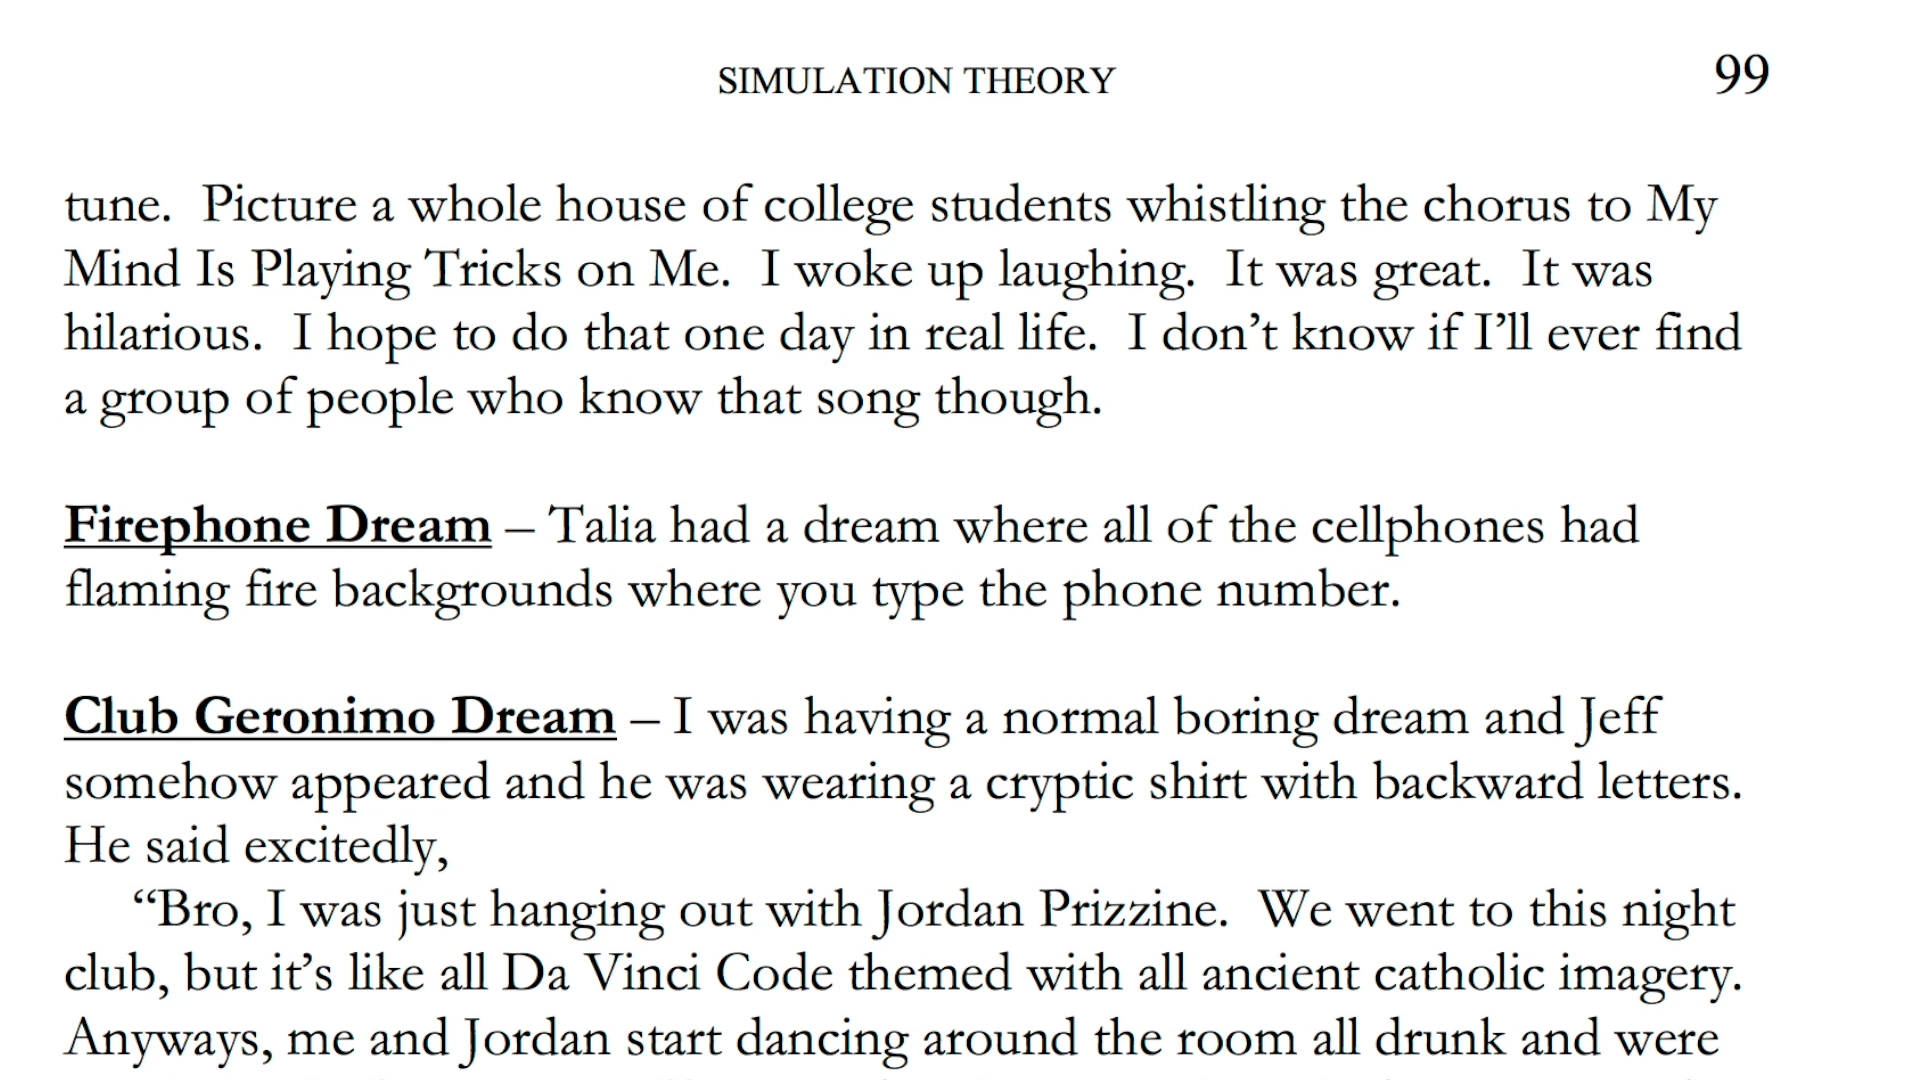 SIMULATION THEORY 99
tune.  Picture a whole house of college students whistling the chorus to My
Mind Is Playing Tricks on Me.  I woke up laughing.  It was great.  It was
hilarious.  I hope to do that one day in real life.  I don’t know if I’ll ever find
a group of people who know that song though.
Firephone Dream – Talia had a dream where all of the cellphones had
flaming fire backgrounds where you type the phone number.
Club Geronimo Dream – I was having a normal boring dream and Jeff
somehow appeared and he was wearing a cryptic shirt with backward letters.
He said excitedly,
“Bro, I was just hanging out with Jordan Prizzine.  We went to this night
club, but it’s like all Da Vinci Code themed with all ancient catholic imagery.
Anyways, me and Jordan start dancing around the room all drunk and were